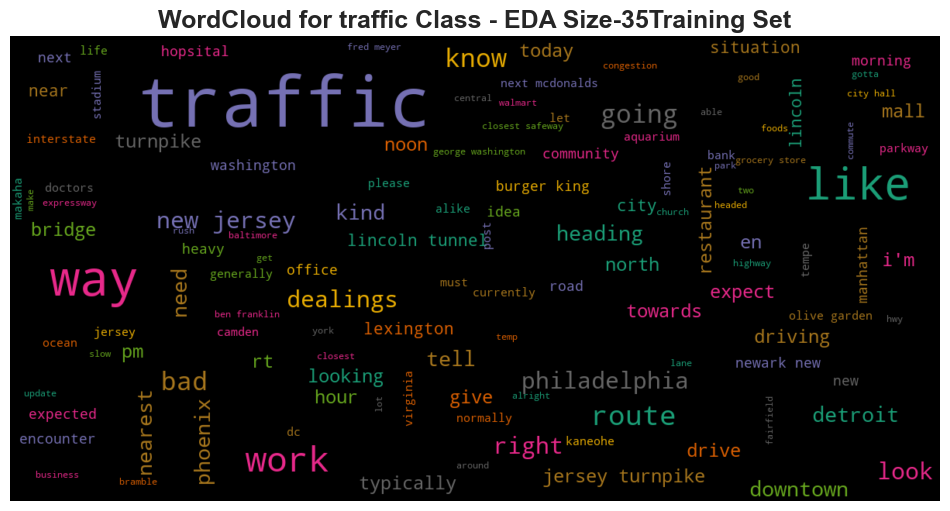 WordCloud for traffic Class - EDA Size-35Training Set
next
life
hopsital
fred meyer
know
today
situation
morning
congestion
gotta
near
stadium
traffic
central
next mcdonalds
walmart
good
city hall
going
lincoln
mall
able
let
closest safeway
foods
interstate
turnpike
noon
george washington
aquarium
community
commute
parkway
bank
grocery store
park
washington
makaha
make
doctors
expressway
please
burger king
shore
restaurant
two
like
new jersey
kind
alike
idea
city
church
headed
bridge
rush
baltimore
lincoln tunnel
post
heading
en
tempe
manhattan
heavy
get
generally
office
north
highway
i'm
way
need
dealings
must
currently
road
expect
towards
olive garden
hwy
ben franklin
jersey
camden
york
lexington
temp
driving
ocean
slow
pm
rt
closest
tell
lane
newark new
bad
looking
philadelphia
new
update
hour
lot
virginia
give
alright
expected
nearest
phoenix
normally
route
fairfield
detroit
encounter
dc
right
kaneohe
drive
work
around
business
bramble
typically
jersey turnpike
look
downtown